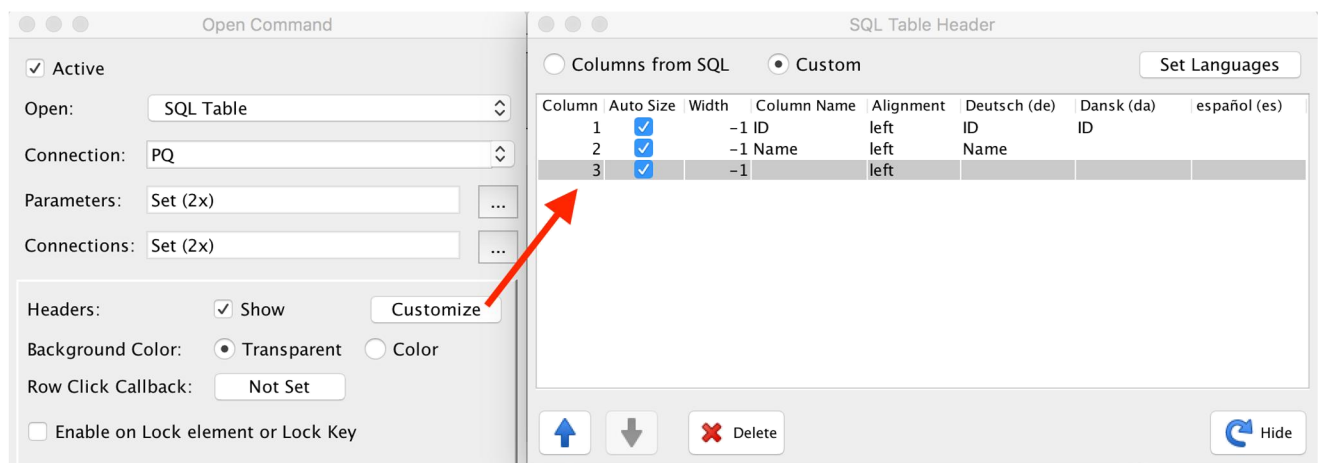 Open Command
Active
Open: SQL Table
Connection: PQ
Parameters: Set (2x) ...
Connections: Set (2x) ...
Headers: Show Customize
Background Color: Transparent Color
Row Click Callback: Not Set
Enable on Lock element or Lock Key
SQL Table Header
Columns from SQL Custom Set Languages
Column Auto Size Width Column Name Alignment Deutsch (de) Dansk (da) español (es)
1 -1 ID left ID ID
2 -1 Name left Name
3 -1 left
Delete Hide